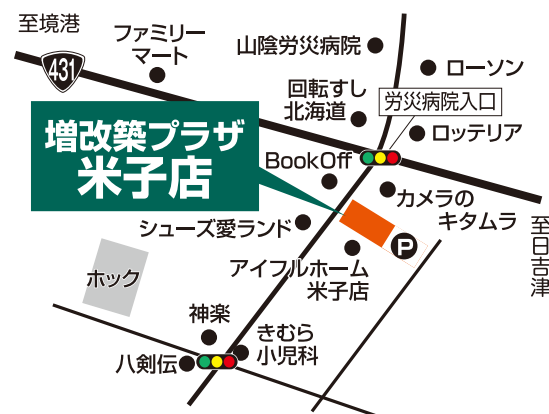 至境港
ファミリー
マート
431
山陰労災病院
ローソン
回転すし
北海道
労災病院入口
ロッテリア
増改築プラザ
米子店
BookOff
カメラの
キタムラ
シューズ愛ランド
P
至日吉津
アイフルホーム
米子店
ホック
神楽
きむら
小児科
八剣伝